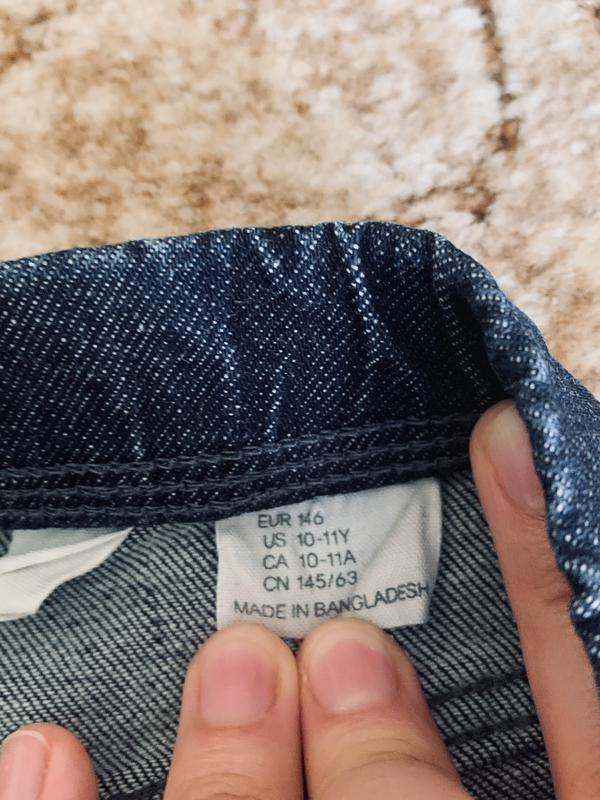 EUR 146
US 10-11Y
CA 10-11A
CN 145/63
MADE IN BANGLADESH